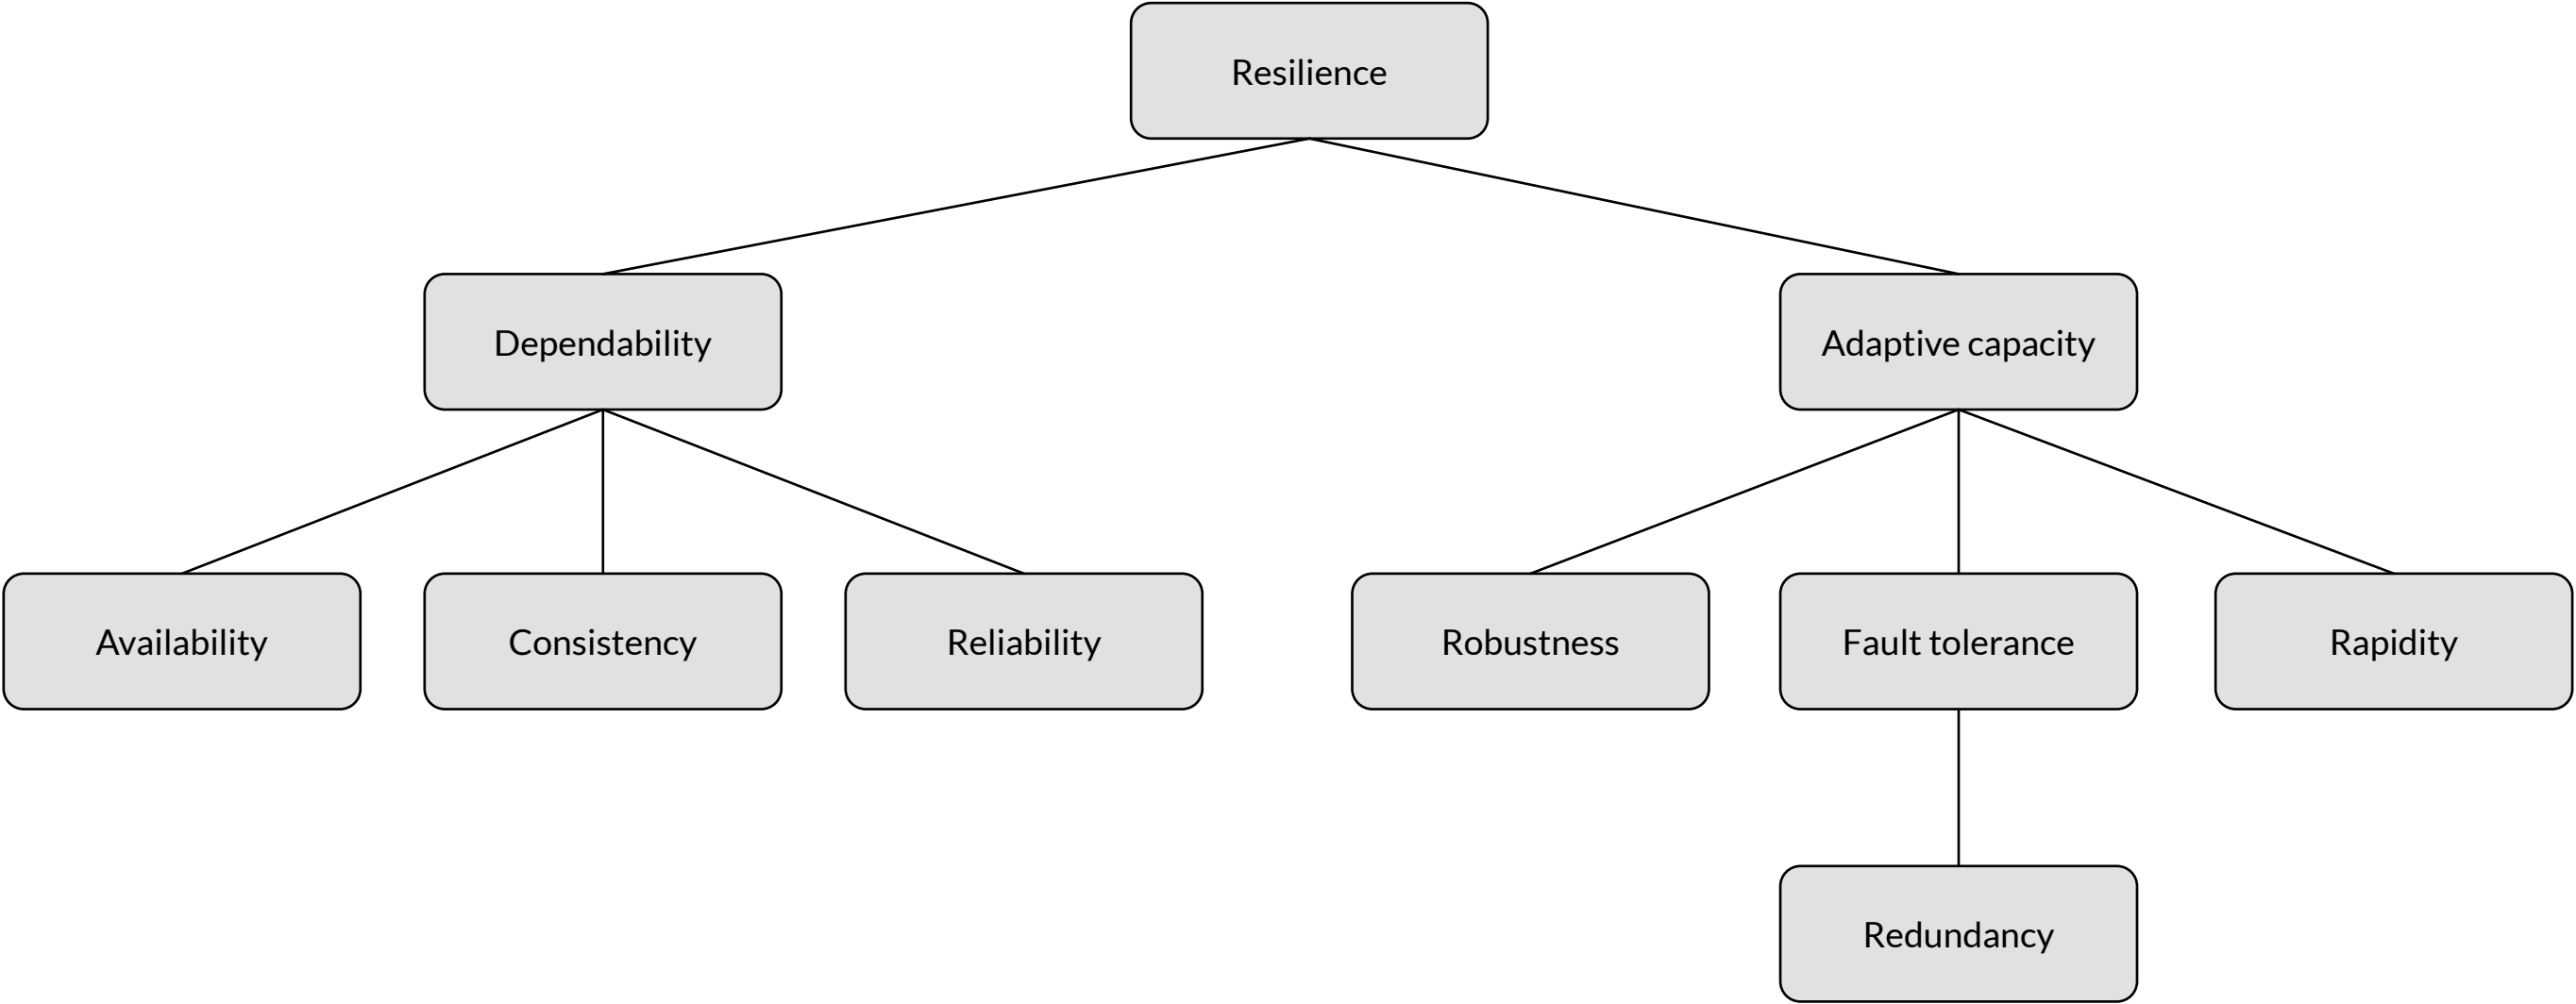 Resilience
Dependability
Adaptive capacity
Availability
Consistency
Reliability
Robustness
Fault tolerance
Rapidity
Redundancy